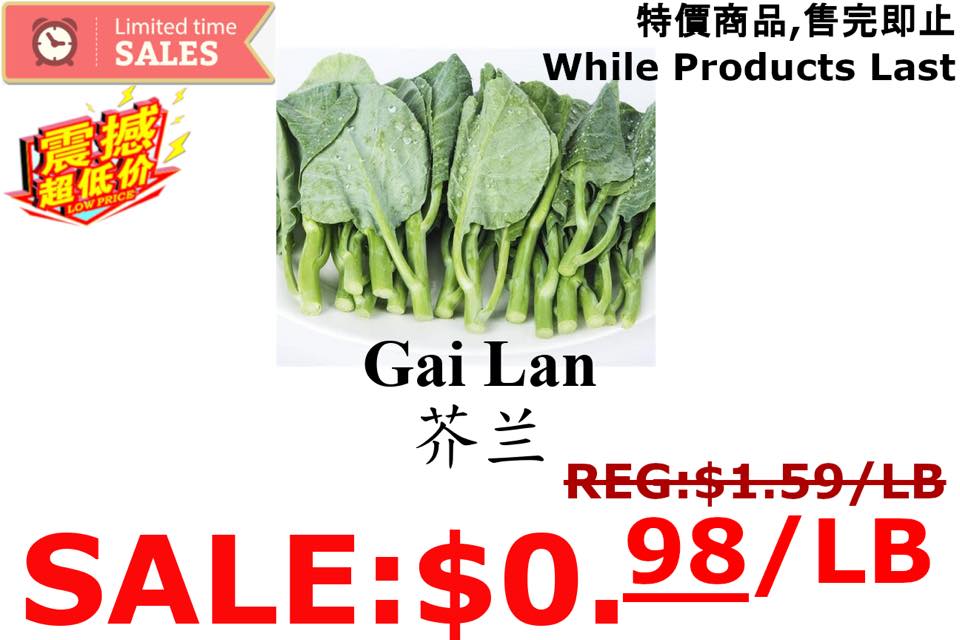 Limited time
SALES
特價商品,售完即止
While Products Last
震撼
超低价
LOW PRICE
Gai Lan
芥兰
REG:$1.59/LB
SALE:$0.98/LB